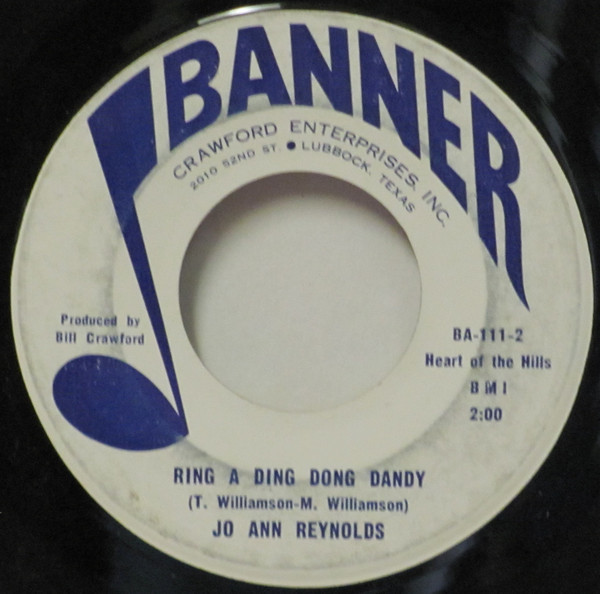 BANNER
CRAWFORD ENTERPRISES, INC.
2010 52ND ST. ● LUBBOCK, TEXAS
Produced by
Bill Crawford
BA-111-2
Heart of the Hills
BMI
2:00
RING A DING DONG DANDY
(T. Williamson-M. Williamson)
JO ANN REYNOLDS